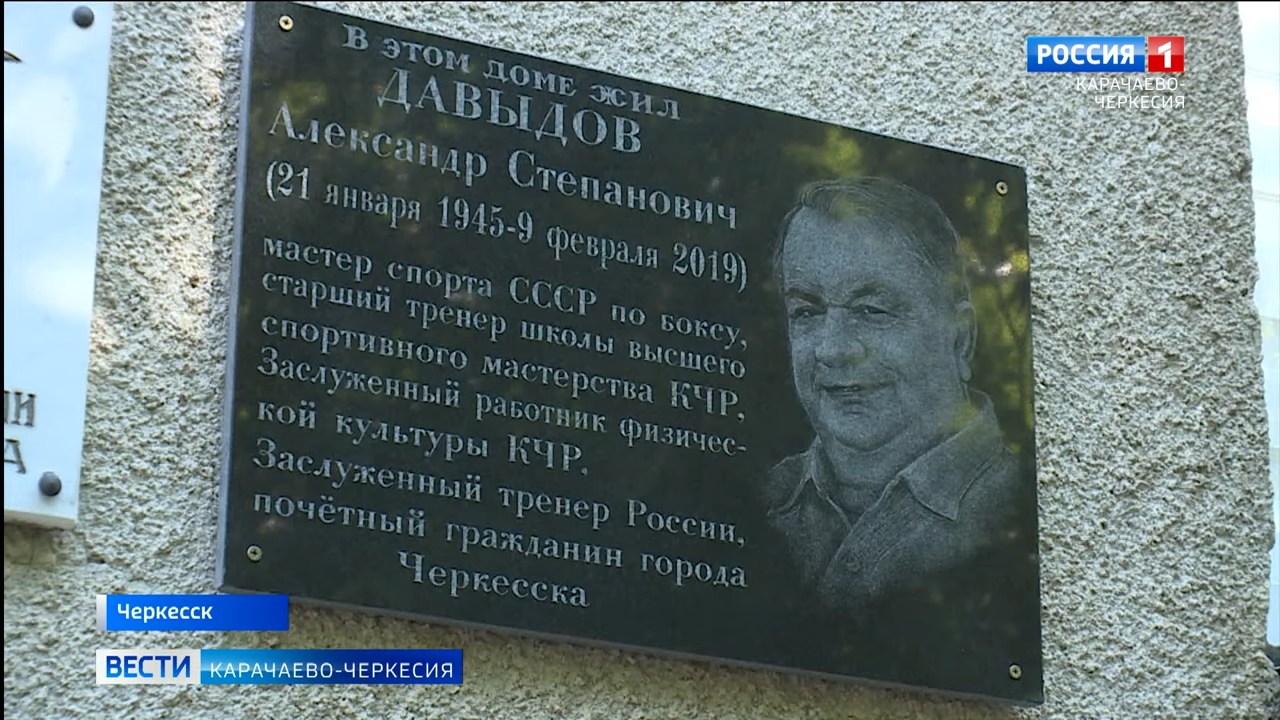 РОССИЯ 1
КАРАЧАЕВО-
ЧЕРКЕСИЯ
В ЭТОМ ДОМЕ ЖИЛ
ДАВЫДОВ
Александр Степанович
(21 января 1945-9 февраля 2019)
мастер спорта СССР по боксу,
старший тренер школы высшего
спортивного мастерства КЧР,
Заслуженный работник физичес-
кой культуры КЧР.
Заслуженный тренер России,
почётный гражданин города
Черкесска
Черкесск
ВЕСТИ КАРАЧАЕВО-ЧЕРКЕСИЯ